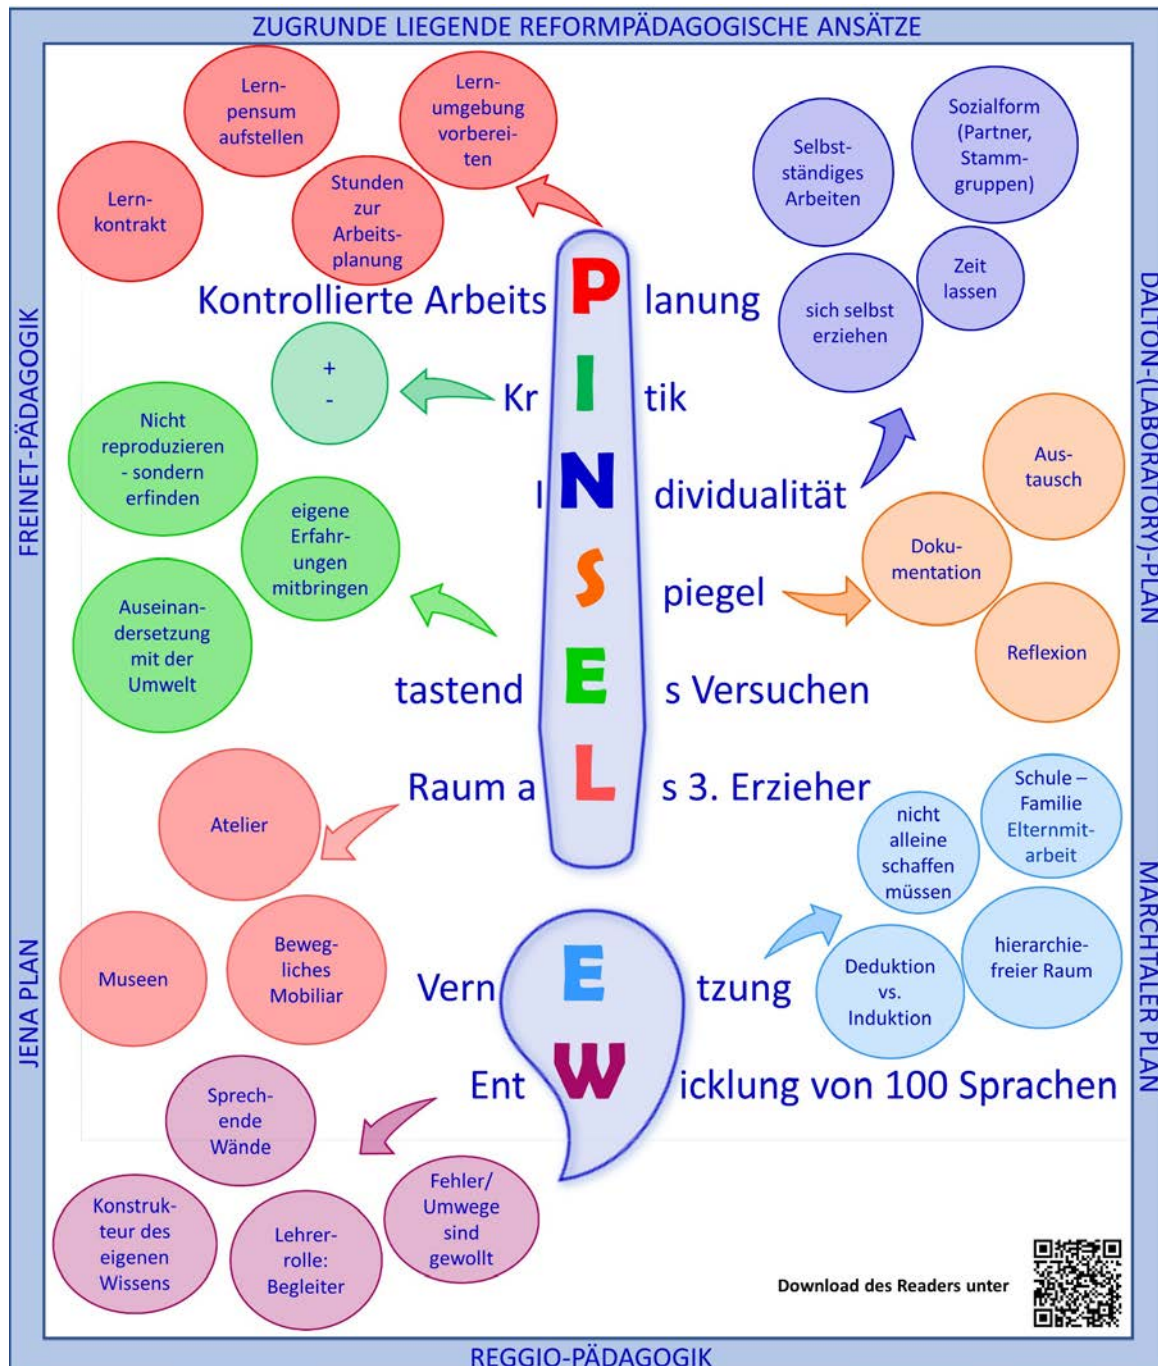 ZUGRUNDE LIEGENDE REFORMPÄDAGOGISCHE ANSÄTZE
FREINET-PÄDAGOGIK
JENA PLAN
DALTON-(LABORATORY)-PLAN
MARCHTALER PLAN
REGGIO-PÄDAGOGIK
Lern-
pensum
aufstellen
Lern-
umgebung
vorberei-
ten
Lern-
kontrakt
Stunden
zur
Arbeits-
planung
Selbst-
ständiges
Arbeiten
Sozialform
(Partner,
Stamm-
gruppen)
Zeit
lassen
sich selbst
erziehen
Kontrollierte Arbeits P lanung
+
-
Kr I tik
Nicht
reproduzieren
- sondern
erfinden
eigene
Erfahr-
ungen
mitbringen
Auseinan-
dersetzung
mit der
Umwelt
I N dividualität
Aus-
tausch
Doku-
mentation
Reflexion
S piegel
tastend E s Versuchen
Raum a L s 3. Erzieher
Atelier
Museen
Beweg-
liches
Mobiliar
nicht
alleine
schaffen
müssen
Schule –
Familie
Elternmit-
arbeit
Deduktion
vs.
Induktion
hierarchie-
freier Raum
Vern E tzung
Ent W icklung von 100 Sprachen
Sprech-
ende
Wände
Konstruk-
teur des
eigenen
Wissens
Lehrer-
rolle:
Begleiter
Fehler/
Umwege
sind
gewollt
Download des Readers unter